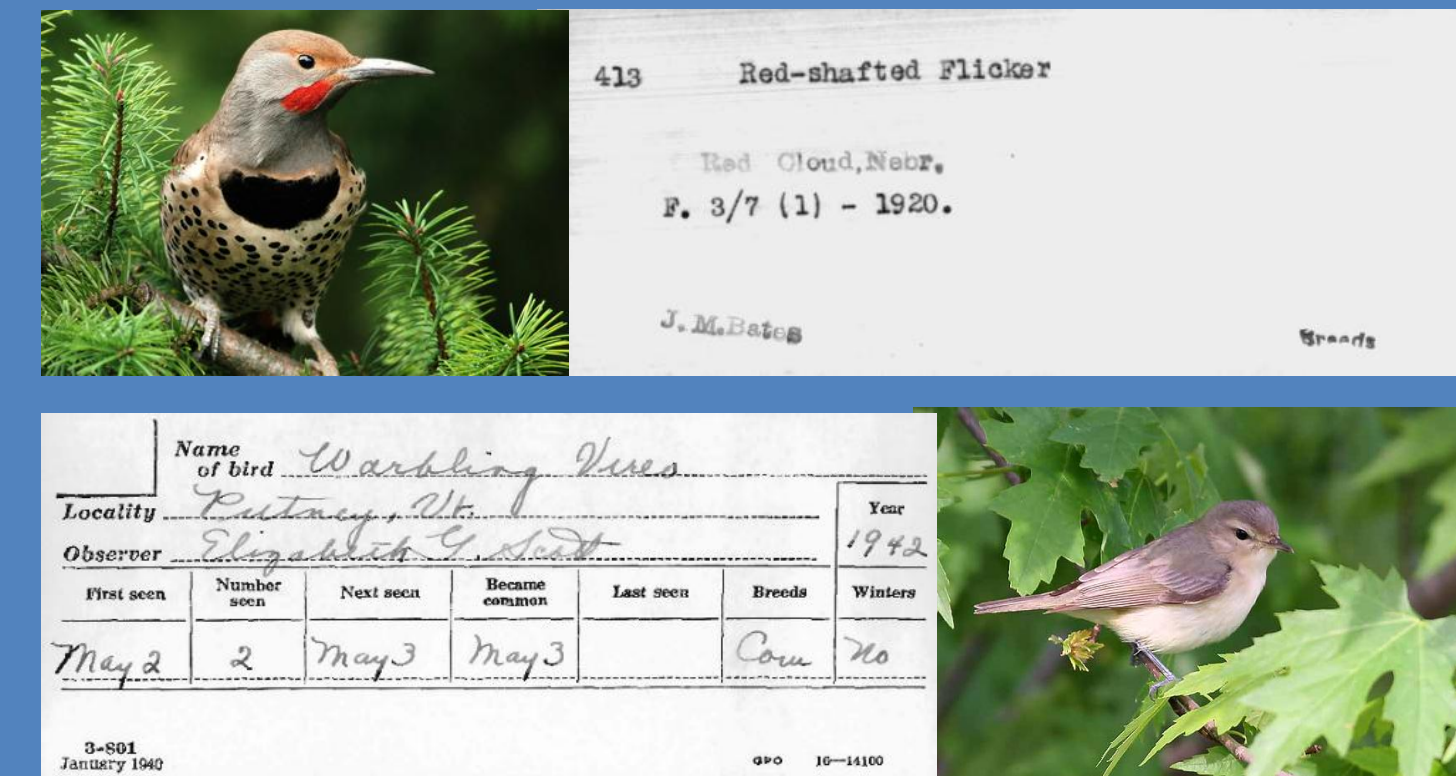 413 Red-shafted Flicker
Red Cloud,Nebr.
F. 3/7 (1) - 1920.
J.M.Bates Breeds
Name of bird Warbling Vireo
Locality Putney, Vt.
Year
Observer Elizabeth G. Scott 1942
First seen Number seen Next seen Became common Last seen Breeds Winters
May 2 2 May 3 May 3 Com No
3-801
January 1940 GPO 16—14100